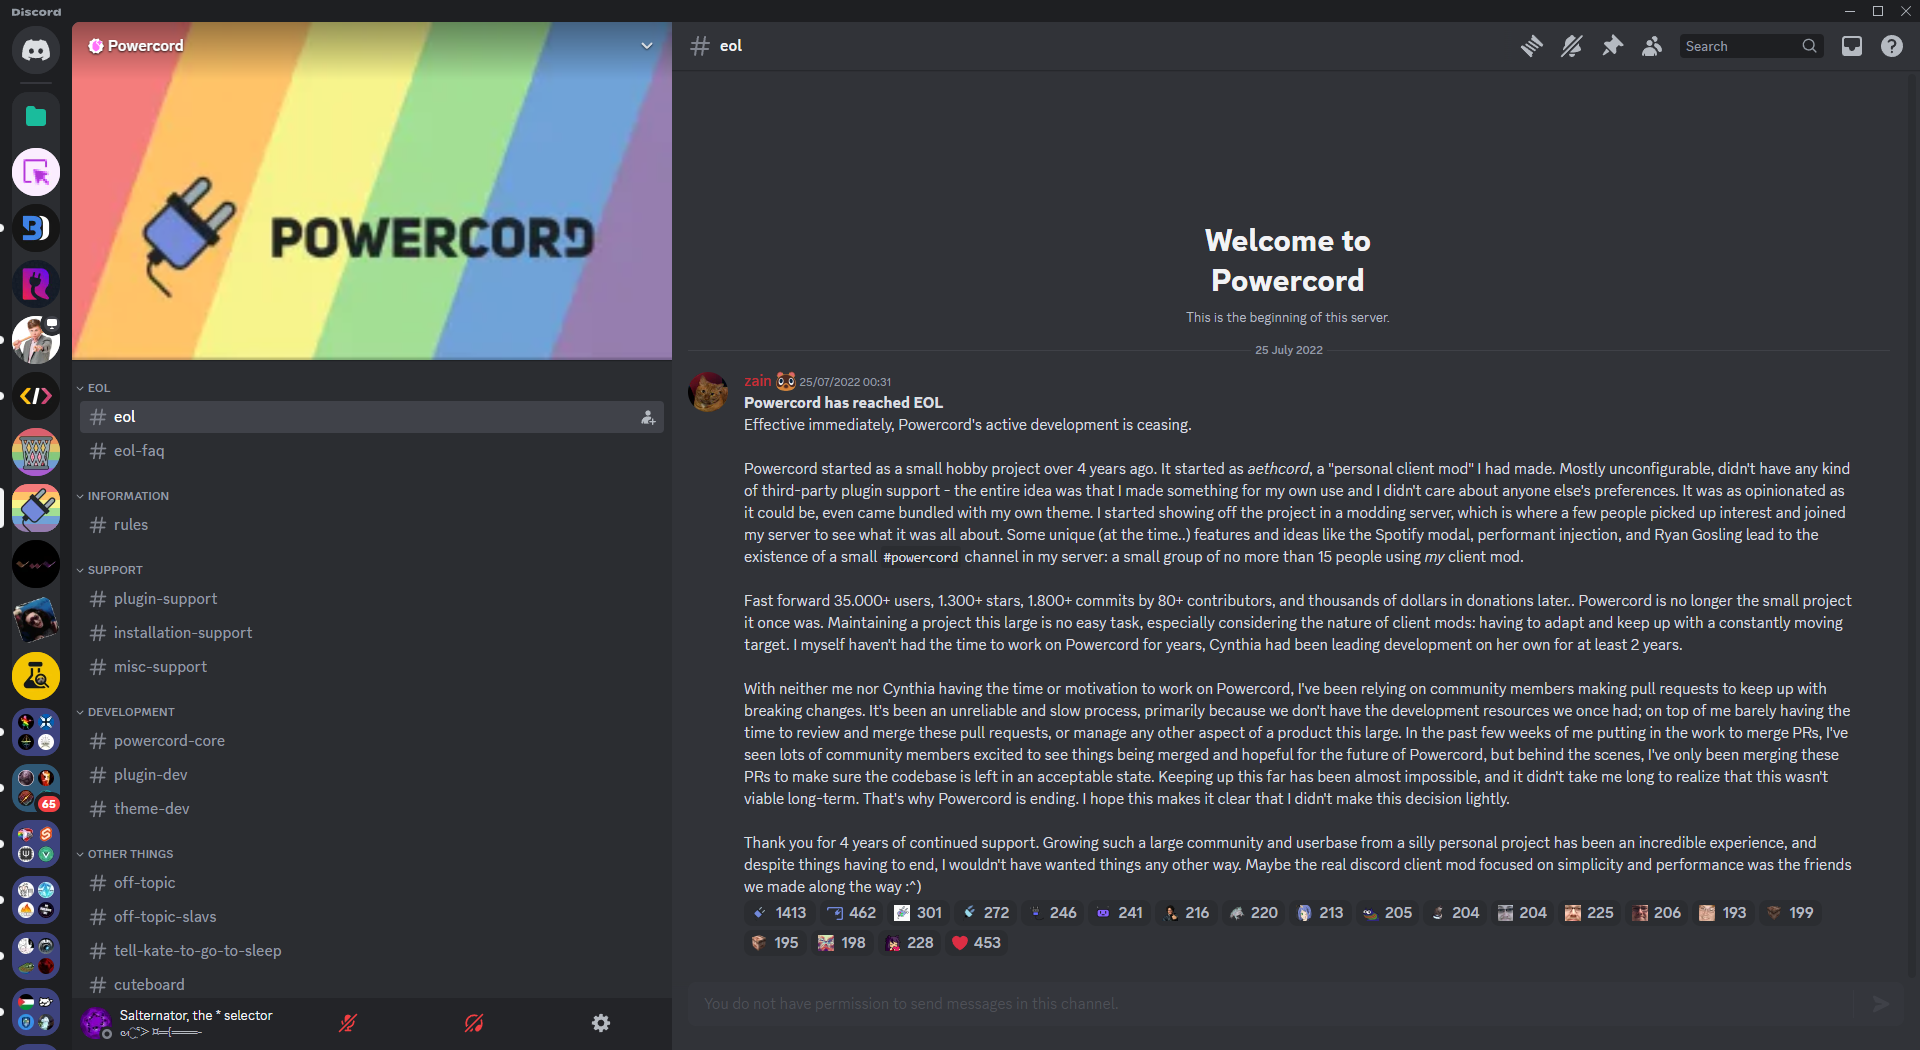 Discord
Powercord
POWERCORD
EOL
eol
eol-faq
INFORMATION
rules
SUPPORT
plugin-support
installation-support
misc-support
DEVELOPMENT
powercord-core
plugin-dev
theme-dev
OTHER THINGS
off-topic
off-topic-slavs
tell-kate-to-go-to-sleep
cuteboard
65
Salternator, the * selector
eol
Search
Welcome to
Powercord
This is the beginning of this server.
25 July 2022
zain 25/07/2022 00:31
Powercord has reached EOL
Effective immediately, Powercord's active development is ceasing.
Powercord started as a small hobby project over 4 years ago. It started as aethcord, a "personal client mod" I had made. Mostly unconfigurable, didn't have any kind
of third-party plugin support - the entire idea was that I made something for my own use and I didn't care about anyone else's preferences. It was as opinionated as
it could be, even came bundled with my own theme. I started showing off the project in a modding server, which is where a few people picked up interest and joined
my server to see what it was all about. Some unique (at the time..) features and ideas like the Spotify modal, performant injection, and Ryan Gosling lead to the
existence of a small #powercord channel in my server: a small group of no more than 15 people using my client mod.
Fast forward 35.000+ users, 1.300+ stars, 1.800+ commits by 80+ contributors, and thousands of dollars in donations later.. Powercord is no longer the small project
it once was. Maintaining a project this large is no easy task, especially considering the nature of client mods: having to adapt and keep up with a constantly moving
target. I myself haven't had the time to work on Powercord for years, Cynthia had been leading development on her own for at least 2 years.
With neither me nor Cynthia having the time or motivation to work on Powercord, I've been relying on community members making pull requests to keep up with
breaking changes. It's been an unreliable and slow process, primarily because we don't have the development resources we once had; on top of me barely having the
time to review and merge these pull requests, or manage any other aspect of a product this large. In the past few weeks of me putting in the work to merge PRs, I've
seen lots of community members excited to see things being merged and hopeful for the future of Powercord, but behind the scenes, I've only been merging these
PRs to make sure the codebase is left in an acceptable state. Keeping up this far has been almost impossible, and it didn't take me long to realize that this wasn't
viable long-term. That's why Powercord is ending. I hope this makes it clear that I didn't make this decision lightly.
Thank you for 4 years of continued support. Growing such a large community and userbase from a silly personal project has been an incredible experience, and
despite things having to end, I wouldn't have wanted things any other way. Maybe the real discord client mod focused on simplicity and performance was the friends
we made along the way :^)
1413 462 301 272 246 241 216 220 213 205 204 204 225 206 193 199
195 198 228 453
You do not have permission to send messages in this channel.